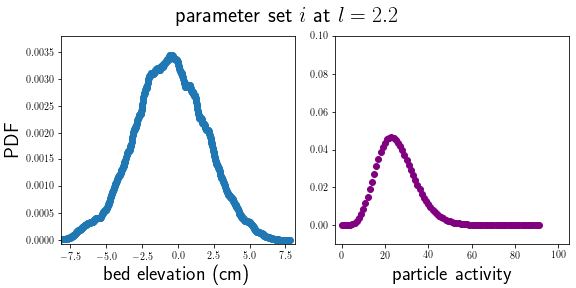 parameter set i at l = 2.2
PDF
0.0035
0.0030
0.0025
0.0020
0.0015
0.0010
0.0005
0.0000
−7.5 −5.0 −2.5 0.0 2.5 5.0 7.5
bed elevation (cm)
0.10
0.08
0.06
0.04
0.02
0.00
0 20 40 60 80 100
particle activity